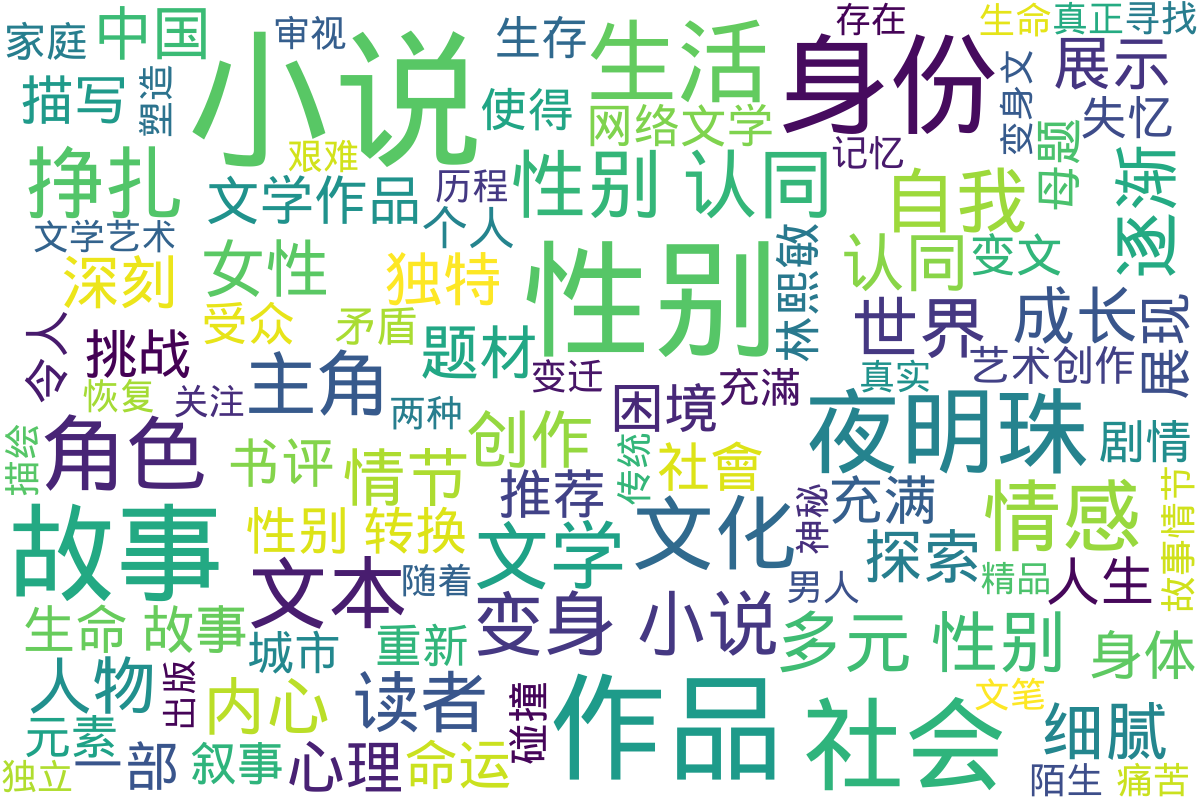 家庭
中国
审视
生存
生活
存在
生命
真正
寻找
描写
塑造
小说
使得
网络文学
身份
展示
变身女
失忆
挣扎
艰难
文学作品
历程
性别 认同
记忆
自我
母题
逐渐
文学艺术
个人
深刻
女性
独特
性别
林熙敏
认同
变文
令人
挑战
受众
矛盾
题材
世界
成长
展现
恢复
关注
主角
两种
变迁
困境
充滿
真实
艺术创作
描绘
角色
书评
情节
创作
传统
社會
夜明珠
剧情
推荐
神秘
充满
故事
性别 转换
文本
随着
文学
文化
探索
情感
故事情节
精品
男人
人生
生命 故事
城市
重新
变身 小说
多元 性别
身体
人物
出版
内心
读者
碰撞
作品
社会
文笔
细腻
元素
一部
叙事
心理
命运
独立
陌生
痛苦